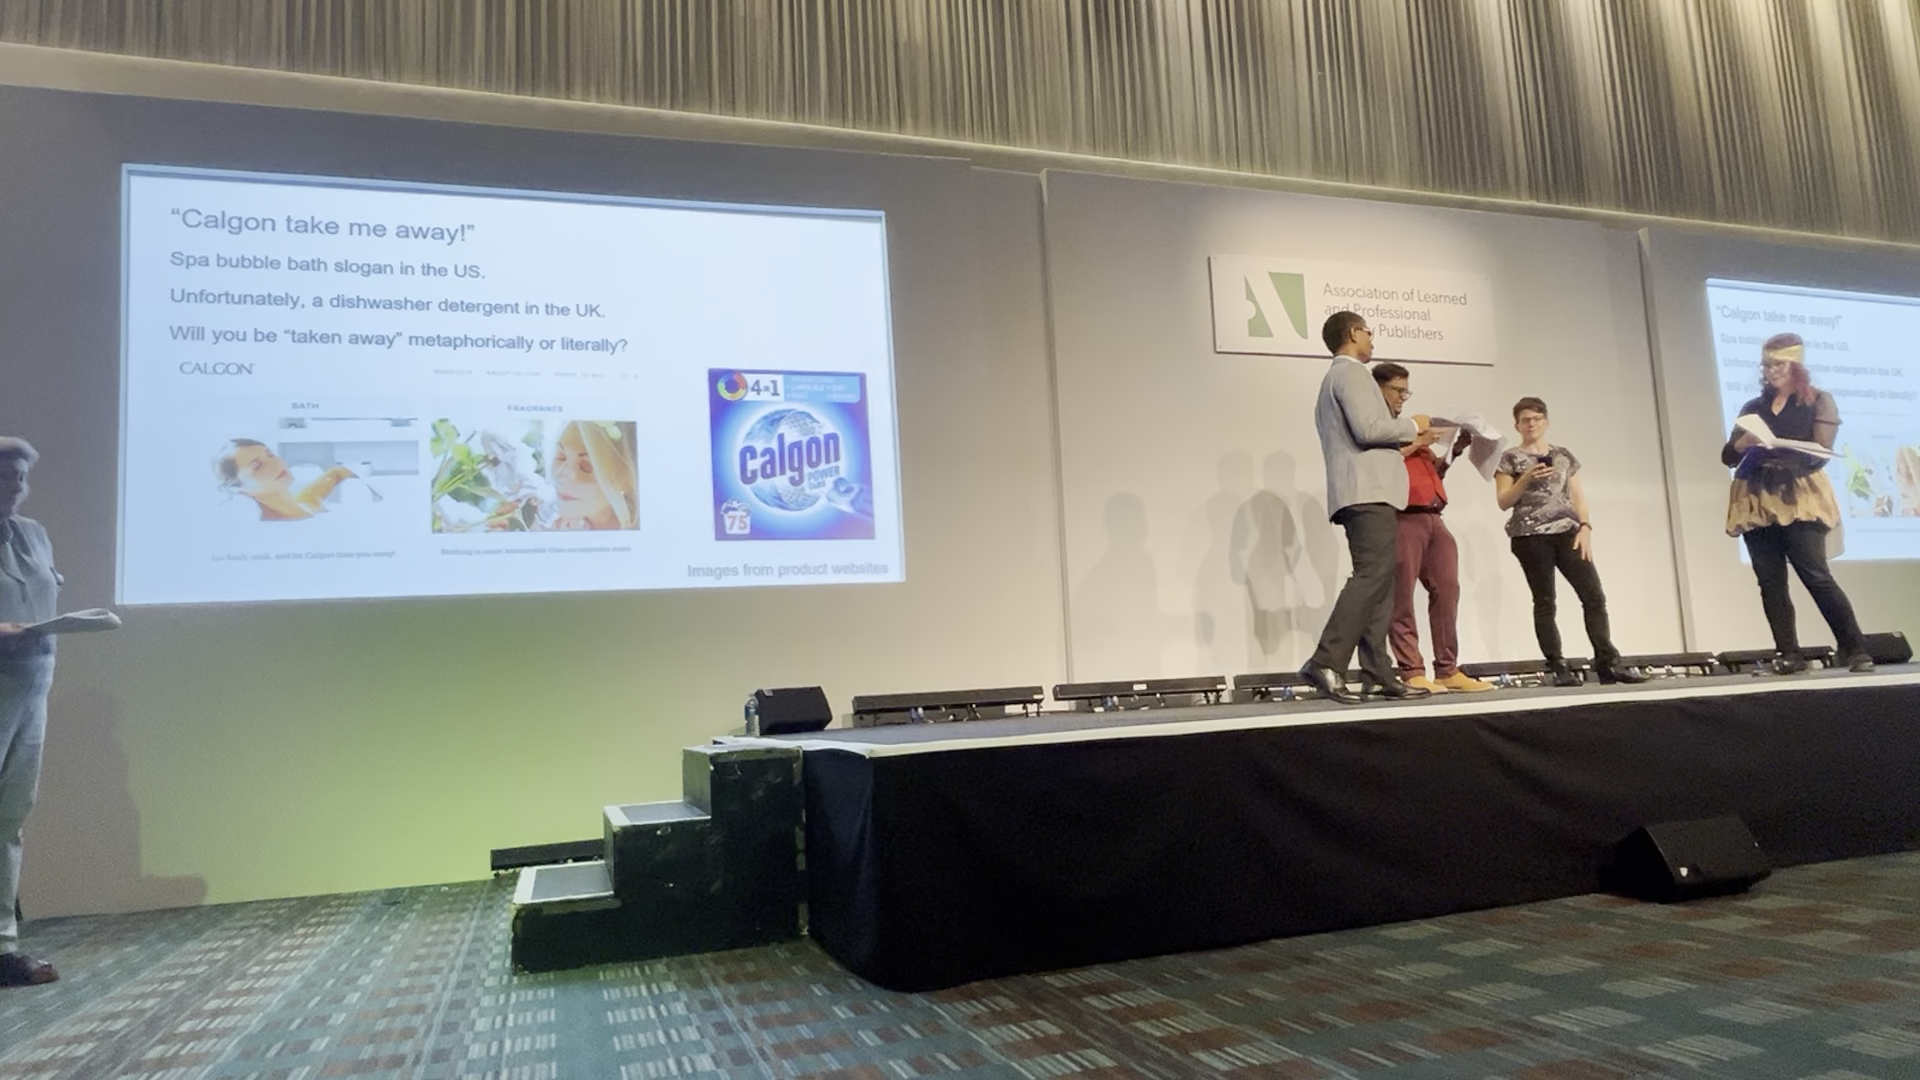 “Calgon take me away!”
Spa bubble bath slogan in the US.
Unfortunately, a dishwasher detergent in the UK.
Will you be “taken away” metaphorically or literally?
CALGON
BATH
FRAGRANCE
4in1
Calgon
POWER
75
Images from product websites
Association of Learned
and Professional
Publishers
“Calgon take me away!”